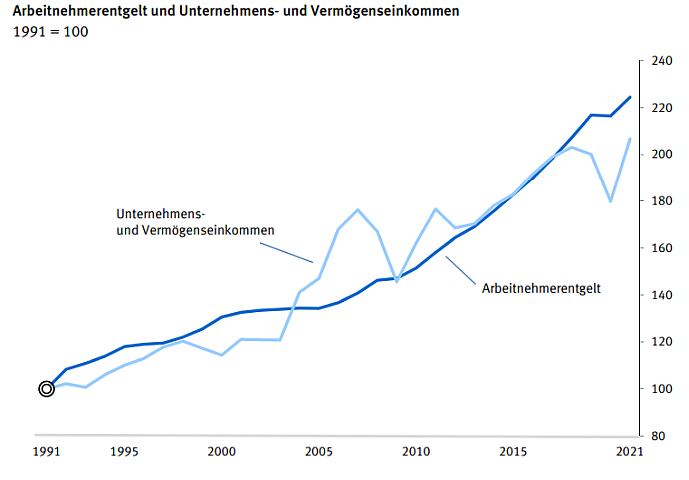 Arbeitnehmerentgelt und Unternehmens- und Vermögenseinkommen
1991 = 100
240
220
200
180
160
140
120
100
80
Unternehmens-
und Vermögenseinkommen
Arbeitnehmerentgelt
1991 1995 2000 2005 2010 2015 2021